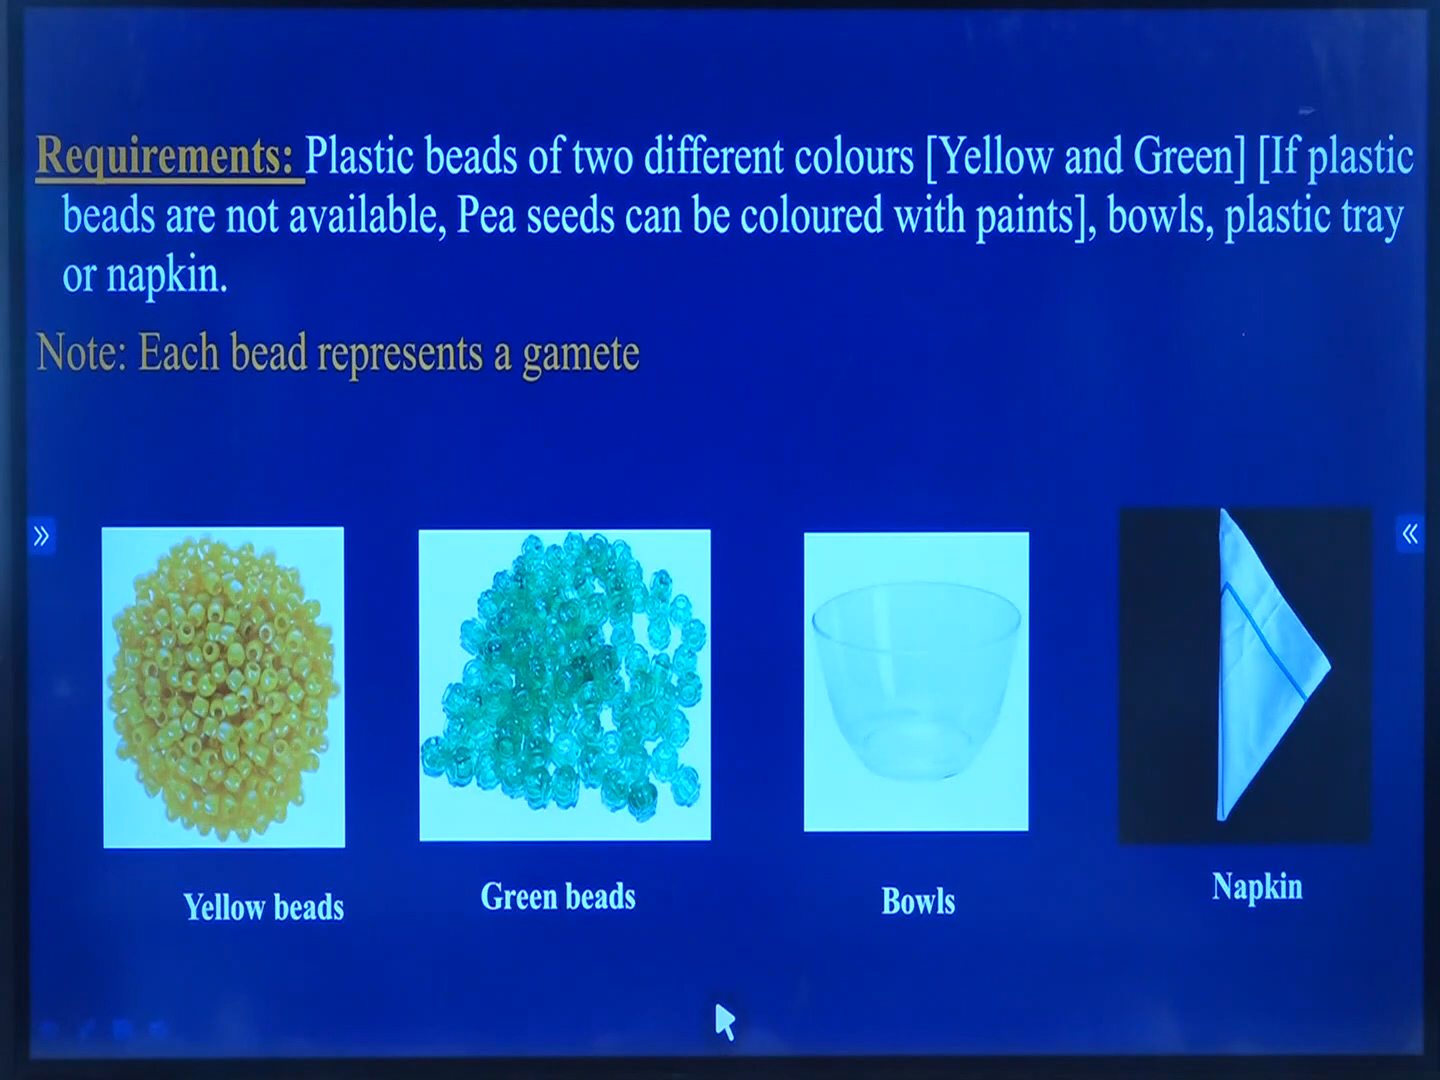 Requirements: Plastic beads of two different colours [Yellow and Green] [If plastic
beads are not available, Pea seeds can be coloured with paints], bowls, plastic tray
or napkin.
Note: Each bead represents a gamete
Yellow beads
Green beads
Bowls
Napkin